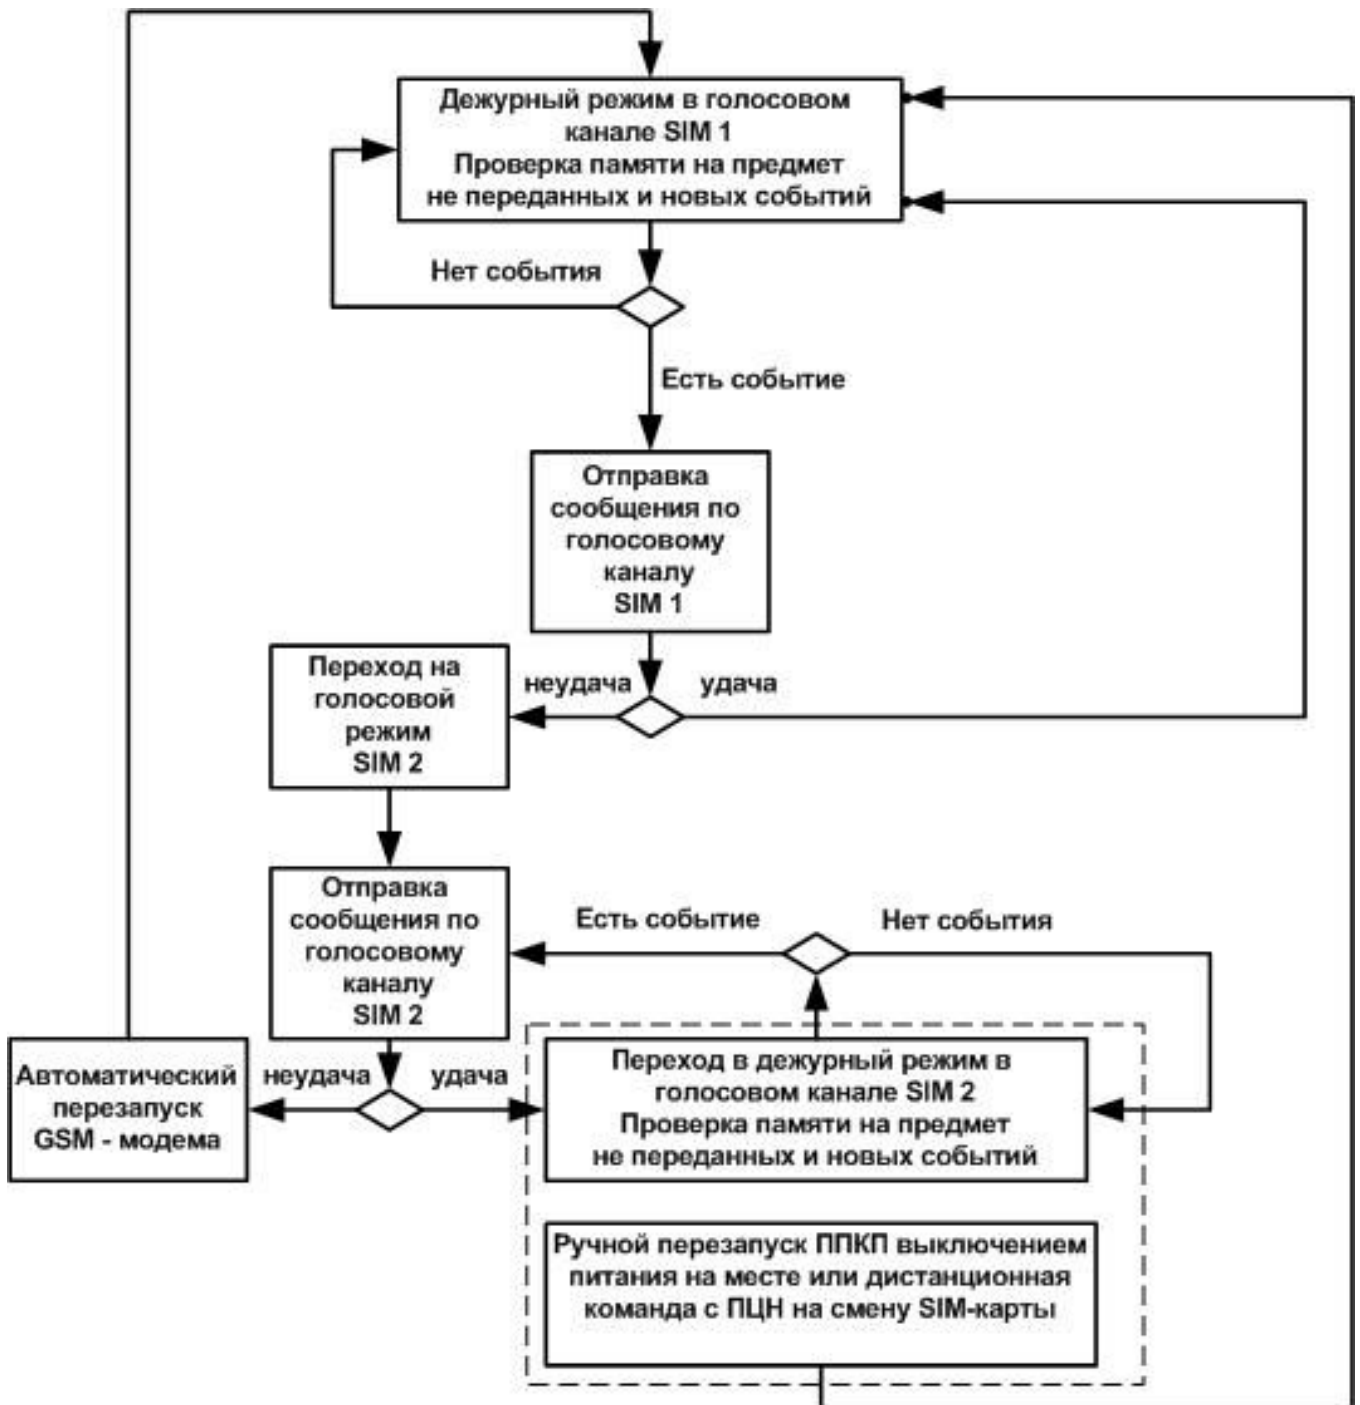 Дежурный режим в голосовом
канале SIM 1
Проверка памяти на предмет
не переданных и новых событий
Нет события
Есть событие
Отправка
сообщения по
голосовому
каналу
SIM 1
неудача
удача
Переход на
голосовой
режим
SIM 2
Отправка
сообщения по
голосовому
каналу
SIM 2
Есть событие
Нет события
неудача
удача
Автоматический
перезапуск
GSM - модема
Переход в дежурный режим в
голосовом канале SIM 2
Проверка памяти на предмет
не переданных и новых событий
Ручной перезапуск ППКП выключением
питания на месте или дистанционная
команда с ПЦН на смену SIM-карты